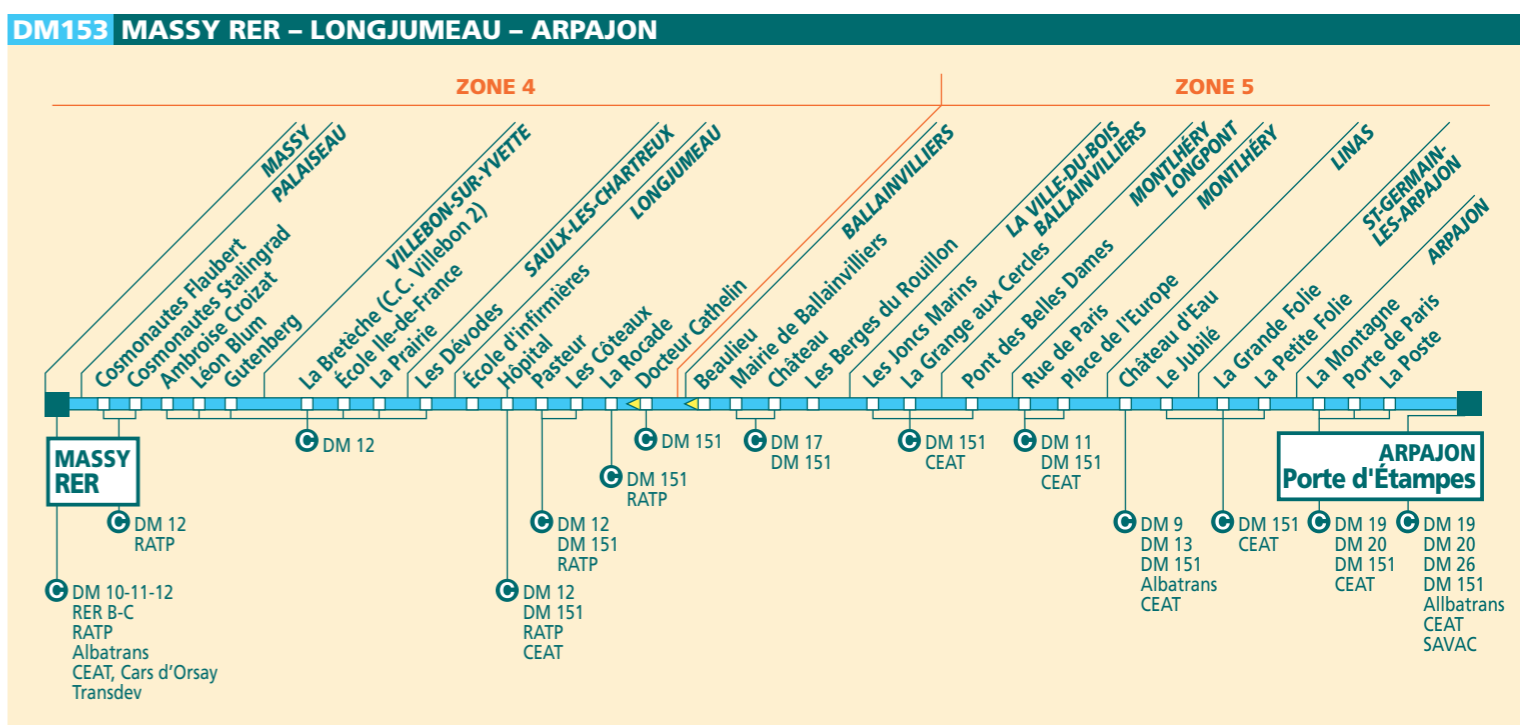 DM153 MASSY RER – LONGJUMEAU – ARPAJON
ZONE 4
ZONE 5
MASSY
PALAISEAU
VILLEBON-SUR-YVETTE
SAULX-LES-CHARTREUX
LONGJUMEAU
BALLAINVILLIERS
LA VILLE-DU-BOIS
BALLAINVILLIERS
MONTLHÉRY
LONGPONT
MONTLHÉRY
LINAS
ST-GERMAIN-
LES-ARPAJON
ARPAJON
Cosmonautes Flaubert
Cosmonautes Stalingrad
Ambroise Croizat
Léon Blum
Gutenberg
La Bretèche (C.C. Villebon 2)
École Ile-de-France
La Prairie
Les Dévodes
École d'infirmières
Hôpital
Pasteur
Les Côteaux
La Rocade
Docteur Cathelin
Beaulieu
Mairie de Ballainvilliers
Château
Les Berges du Rouillon
Les Joncs Marins
La Grange aux Cercles
Pont des Belles Dames
Rue de Paris
Place de l'Europe
Château d'Eau
Le Jubilé
La Grande Folie
La Petite Folie
La Montagne
Porte de Paris
La Poste
MASSY
RER
ARPAJON
Porte d'Étampes
C DM 10-11-12
RER B-C
RATP
Albatrans
CEAT, Cars d'Orsay
Transdev
C DM 12
RATP
C DM 12
C DM 12
DM 151
RATP
CEAT
C DM 12
DM 151
RATP
C DM 151
RATP
C DM 151
C DM 17
DM 151
C DM 151
CEAT
C DM 11
DM 151
CEAT
C DM 9
DM 13
DM 151
Albatrans
CEAT
C DM 151
CEAT
C DM 19
DM 20
DM 151
CEAT
C DM 19
DM 20
DM 26
DM 151
Allbatrans
CEAT
SAVAC